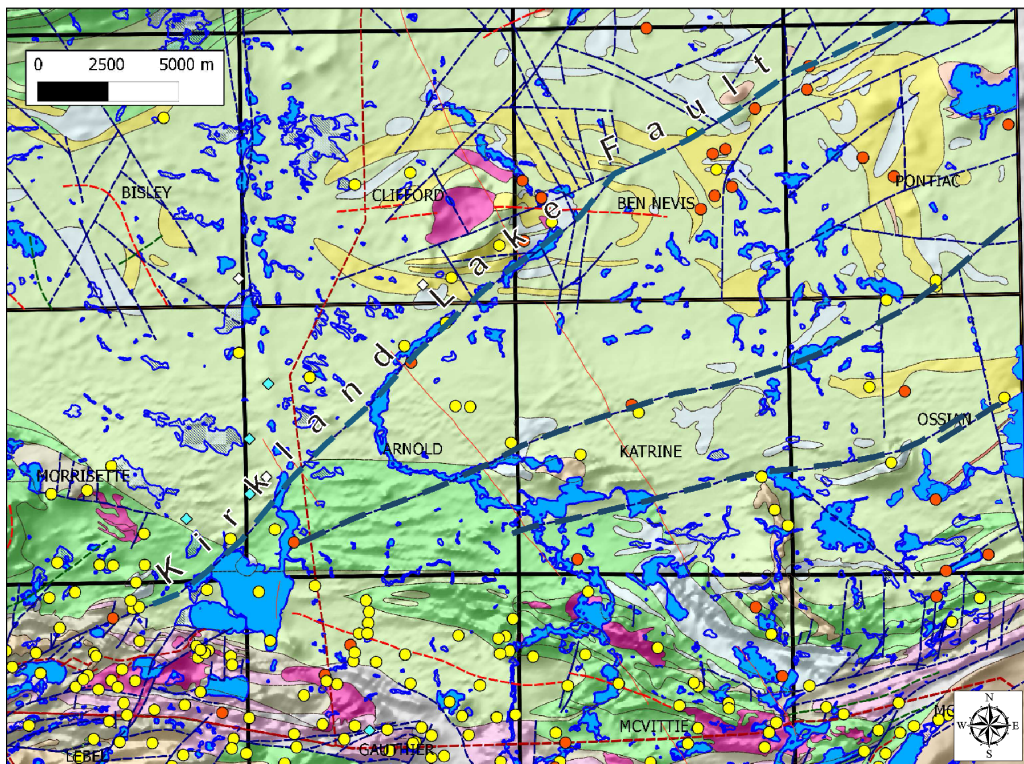 0 2500 5000 m
Kirkland Lake Fault
BISLEY
CLIFFORD
BEN NEVIS
PONTIAC
MORRISETTE
ARNOLD
KATRINE
OSSIAN
LEBEL
GAUTHIER
MCVITTIE
N
W E
S